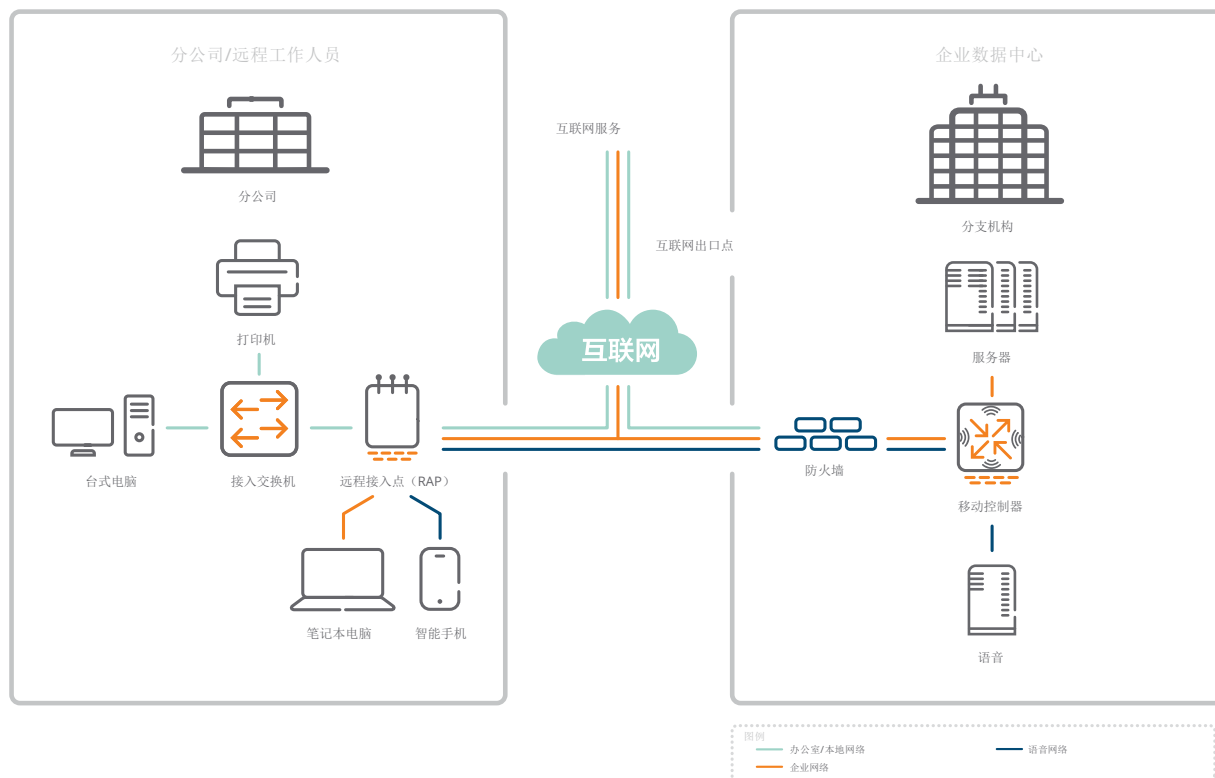 分公司/远程工作人员
分公司
打印机
台式电脑
接入交换机
远程接入点（RAP）
笔记本电脑
智能手机
互联网服务
互联网出口点
互联网
企业数据中心
分支机构
服务器
防火墙
移动控制器
语音
图例
办公室/本地网络
语音网络
企业网络